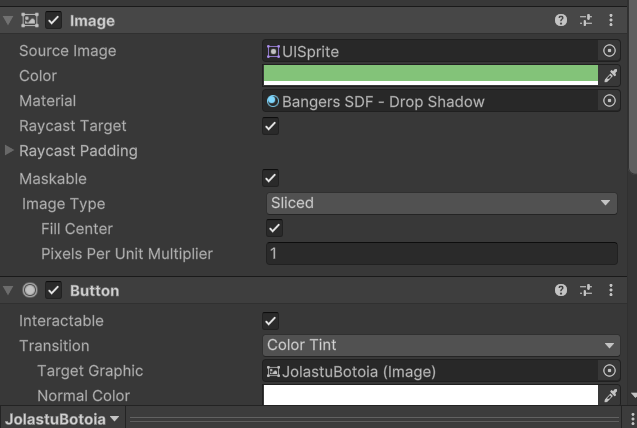 Image
Source Image UISprite
Color
Material Bangers SDF - Drop Shadow
Raycast Target
Raycast Padding
Maskable
Image Type Sliced
Fill Center
Pixels Per Unit Multiplier 1
Button
Interactable
Transition Color Tint
Target Graphic JolastuBotoia (Image)
Normal Color
JolastuBotoia